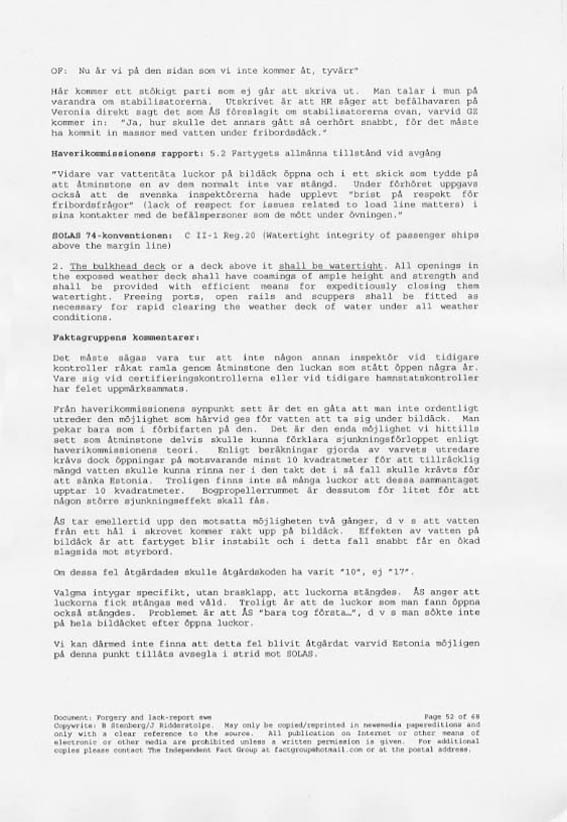 OF: Nu är vi på den sidan som vi inte kommer åt, tyvärr"
Här kommer ett stökigt parti som ej går att skriva ut. Man talar i mun på
varandra om stabilisatorerna. Utskrivet är att HR säger att befälhavaren på
Veronia direkt sagt det som ÅS föreslagit om stabilisatorerna ovan, varvid GZ
kommer in: "Ja, hur skulle det annars gått så oerhört snabbt, för det måste
ha kommit in massor med vatten under fribordsdäck."
Haverikommissionens rapport: 5.2 Fartygets allmänna tillstånd vid avgång
"Vidare var vattentäta luckor på bildäck öppna och i ett skick som tydde på
att åtminstone en av dem normalt inte var stängd. Under förhöret uppgavs
också att de svenska inspektörerna hade upplevt "brist på respekt för
fribordsfrågor" (lack of respect for issues related to load line matters) i
sina kontakter med de befälspersoner som de mött under övningen."
SOLAS 74-konventionen: C II-1 Reg.20 (Watertight integrity of passenger ships
above the margin line)
2. The bulkhead deck or a deck above it shall be watertight. All openings in
the exposed weather deck shall have coamings of ample height and strength and
shall be provided with efficient means for expeditiously closing them
watertight. Freeing ports, open rails and scuppers shall be fitted as
necessary for rapid clearing the weather deck of water under all weather
conditions.
Faktagruppens kommentarer:
Det måste sägas vara tur att inte någon annan inspektör vid tidigare
kontroller råkat ramla genom åtminstone den luckan som stått öppen några år.
Vare sig vid certifieringskontrollerna eller vid tidigare hamnstatskontroller
har felet uppmärksammats.
Från haverikommissionens synpunkt sett är det en gåta att man inte ordentligt
utreder den möjlighet som härvid ges för vatten att ta sig under bildäck. Man
pekar bara som i förbifarten på den. Det är den enda möjlighet vi hittills
sett som åtminstone delvis skulle kunna förklara sjunkningsförloppet enligt
haverikommissionens teori. Enligt beräkningar gjorda av varvets utredare
krävs dock öppningar på motsvarande minst 10 kvadratmeter för att tillräcklig
mängd vatten skulle kunna rinna ner i den takt det i så fall skulle krävts för
att sänka Estonia. Troligen finns inte så många luckor att dessa sammantaget
upptar 10 kvadratmeter. Bogpropellerrummet är dessutom för litet för att
någon större sjunkningseffekt skall fås.
ÅS tar emellertid upp den motsatta möjligheten två gånger, d v s att vatten
från ett hål i skrovet kommer rakt upp på bildäck. Effekten av vatten på
bildäck är att fartyget blir instabilt och i detta fall snabbt får en ökad
slagsida mot styrbord.
Om dessa fel åtgärdades skulle åtgärdskoden ha varit "10", ej "17".
Valgma intygar specifikt, utan brasklapp, att luckorna stängdes. ÅS anger att
luckorna fick stängas med våld. Troligt är att de luckor som man fann öppna
också stängdes. Problemet är att ÅS "bara tog första…", d v s man sökte inte
på hela bildäcket efter öppna luckor.
Vi kan därmed inte finna att detta fel blivit åtgärdat varvid Estonia möjligen
på denna punkt tillåts avsegla i strid mot SOLAS.
Document: Forgery and lack-report swe Page 52 of 68
Copywrite: B Stenberg/J Ridderstolpe. May only be copied/reprinted in newsmedia papereditions and
only with a clear reference to the source. All publication on Internet or other means of
electronic or other media are prohibited unless a written permission is given. For additional
copies please contact The Independent Fact Group at factgroup@hotmail.com or at the postal address.